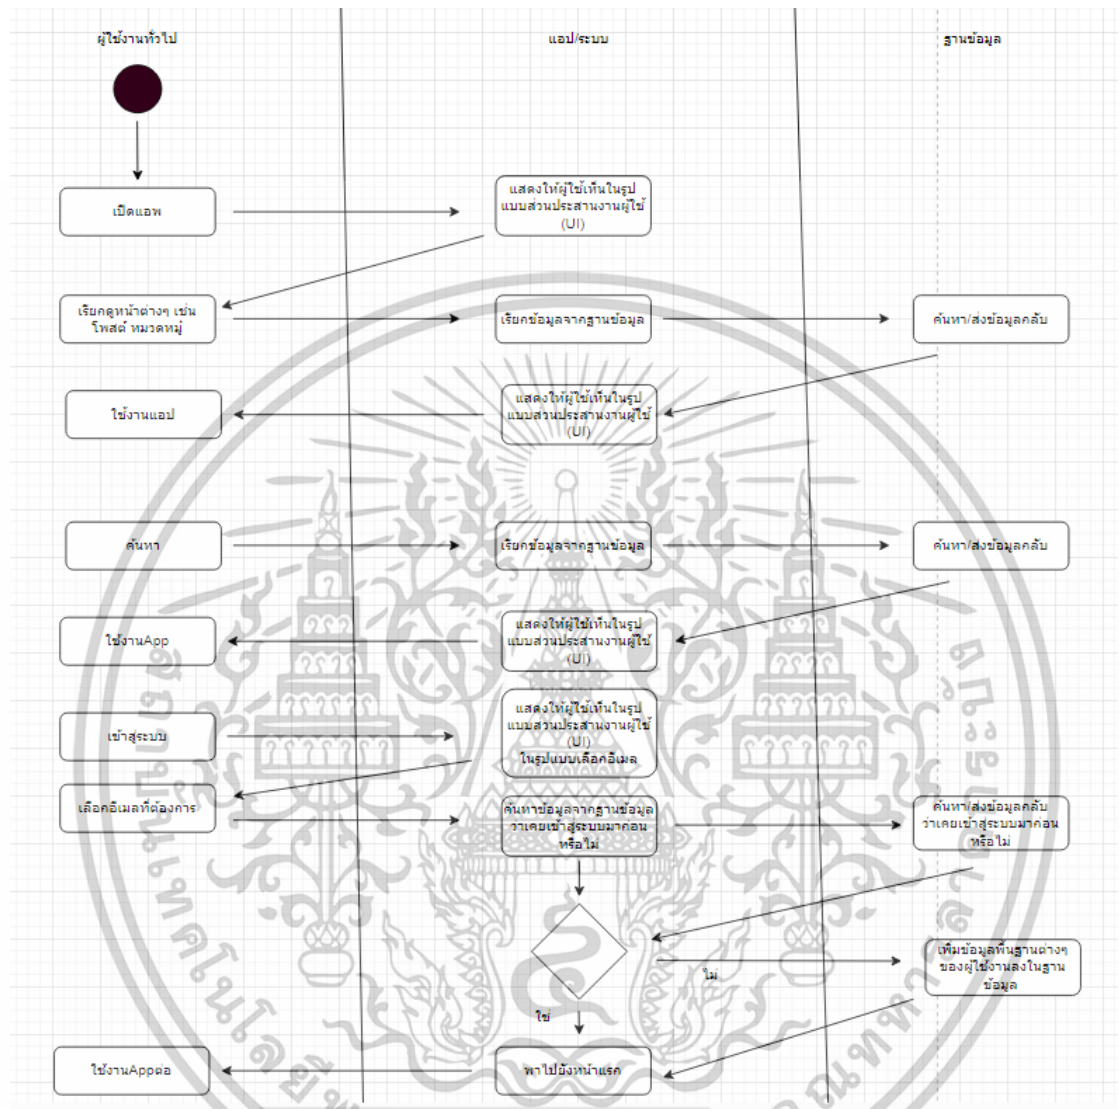 ผู้ใช้งานทั่วไป
แอป/ระบบ
ฐานข้อมูล
เปิดแอพ
แสดงให้ผู้ใช้เห็นในรูป
แบบส่วนประสานงานผู้ใช้
(UI)
เรียกดูหน้าต่างๆ เช่น
โพสต์ หมวดหมู่
เรียกข้อมูลจากฐานข้อมูล
ค้นหา/ส่งข้อมูลกลับ
ใช้งานแอป
แสดงให้ผู้ใช้เห็นในรูป
แบบส่วนประสานงานผู้ใช้
(UI)
ค้นหา
เรียกข้อมูลจากฐานข้อมูล
ค้นหา/ส่งข้อมูลกลับ
ใช้งานApp
แสดงให้ผู้ใช้เห็นในรูป
แบบส่วนประสานงานผู้ใช้
(UI)
เข้าสู่ระบบ
แสดงให้ผู้ใช้เห็นในรูป
แบบส่วนประสานงานผู้ใช้
(UI)
ในรูปแบบเลือกอีเมล
เลือกอีเมลที่ต้องการ
ค้นหาข้อมูลจากฐานข้อมูล
ว่าเคยเข้าสู่ระบบมาก่อน
หรือไม่
ค้นหา/ส่งข้อมูลกลับ
ว่าเคยเข้าสู่ระบบมาก่อน
หรือไม่
ไม่
เพิ่มข้อมูลพื้นฐานต่างๆ
ของผู้ใช้งานลงในฐาน
ข้อมูล
ใช่
ใช้งานAppต่อ
พาไปยังหน้าแรก